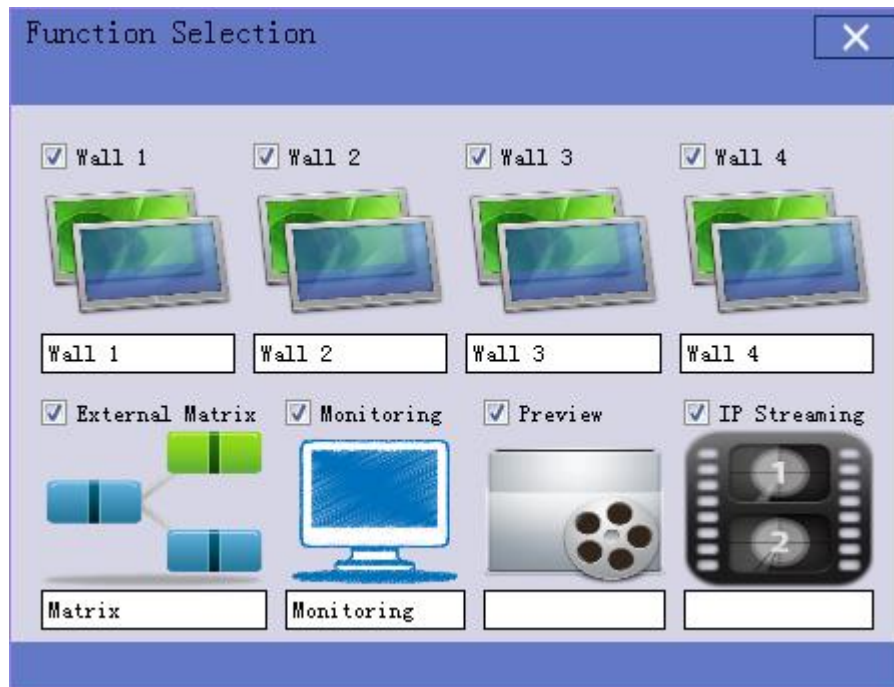 Function Selection
Wall 1 Wall 2 Wall 3 Wall 4
Wall 1 Wall 2 Wall 3 Wall 4
External Matrix Monitoring Preview IP Streaming
1
2
Matrix Monitoring